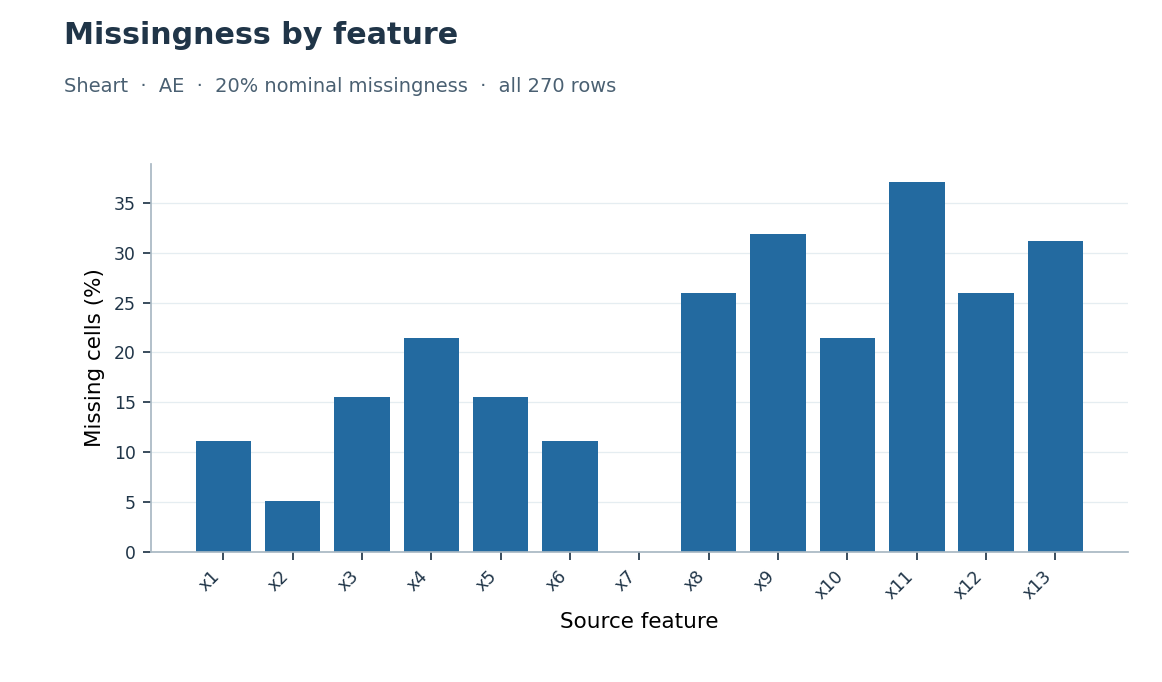 Missingness by feature
Sheart · AE · 20% nominal missingness · all 270 rows
Missing cells (%)
35
30
25
20
15
10
5
0
x1 x2 x3 x4 x5 x6 x7 x8 x9 x10 x11 x12 x13
Source feature